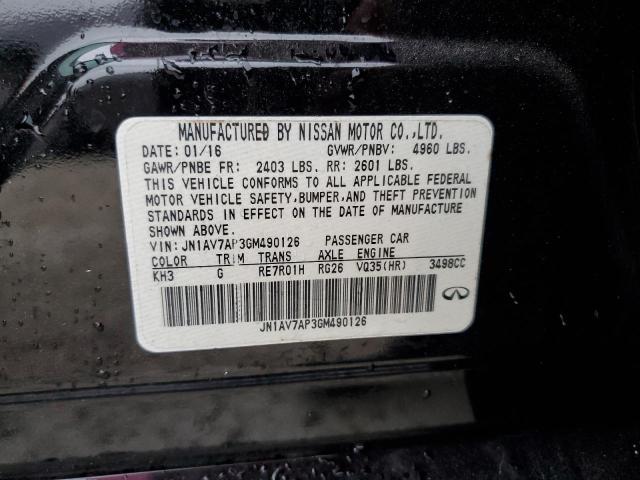 MANUFACTURED BY NISSAN MOTOR CO.,LTD.
DATE: 01/16 GVWR/PNBV: 4960 LBS.
GAWR/PNBE FR: 2403 LBS. RR: 2601 LBS.
THIS VEHICLE CONFORMS TO ALL APPLICABLE FEDERAL
MOTOR VEHICLE SAFETY,BUMPER,AND THEFT PREVENTION
STANDARDS IN EFFECT ON THE DATE OF MANUFACTURE
SHOWN ABOVE.
VIN: JN1AV7AP3GM490126 PASSENGER CAR
COLOR TRIM TRANS AXLE ENGINE
KH3 G RE7R01H RG26 VQ35(HR) 3498CC
JN1AV7AP3GM490126